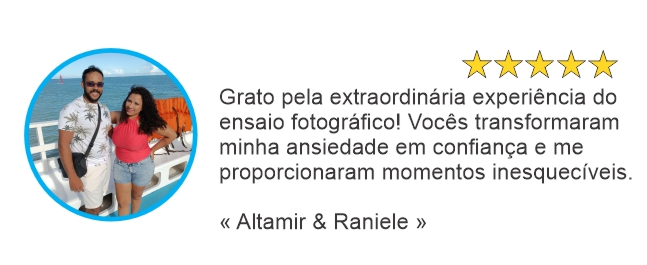 Grato pela extraordinária experiência do
ensaio fotográfico! Vocês transformaram
minha ansiedade em confiança e me
proporcionaram momentos inesquecíveis.
« Altamir & Raniele »